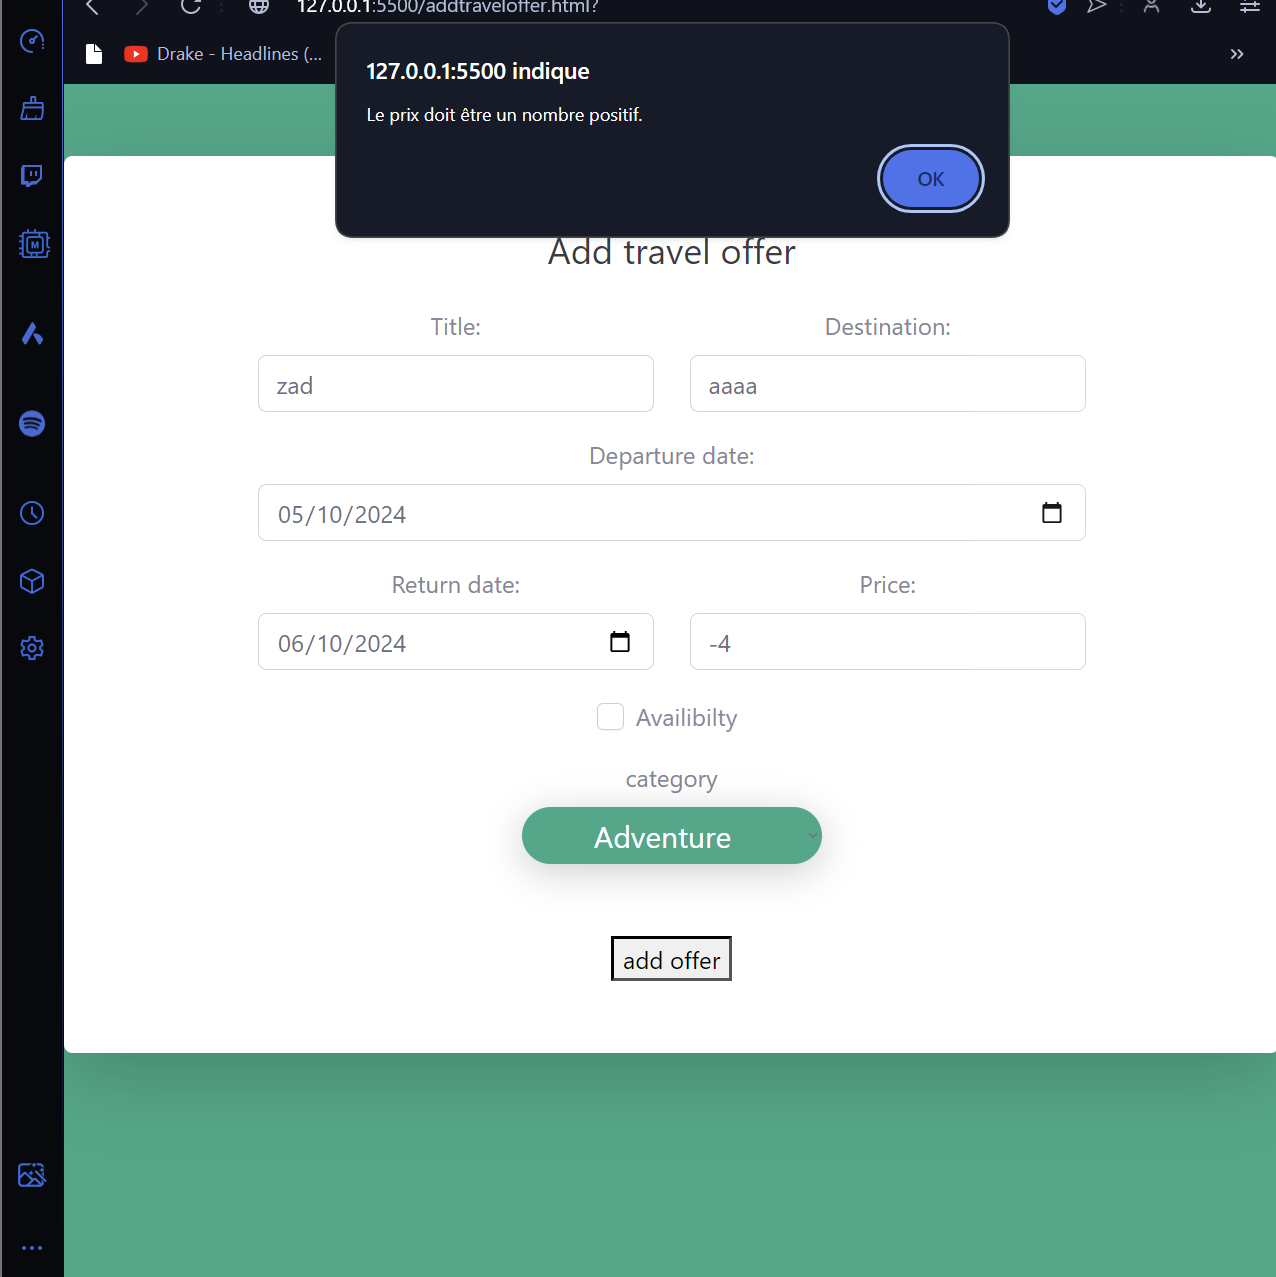 127.0.0.1:5500/addtraveloffer.html?
Drake - Headlines (...
127.0.0.1:5500 indique
Le prix doit être un nombre positif.
OK
Add travel offer
Title: Destination:
zad aaaa
Departure date:
05/10/2024
Return date: Price:
06/10/2024 -4
Availibilty
category
Adventure
add offer
M